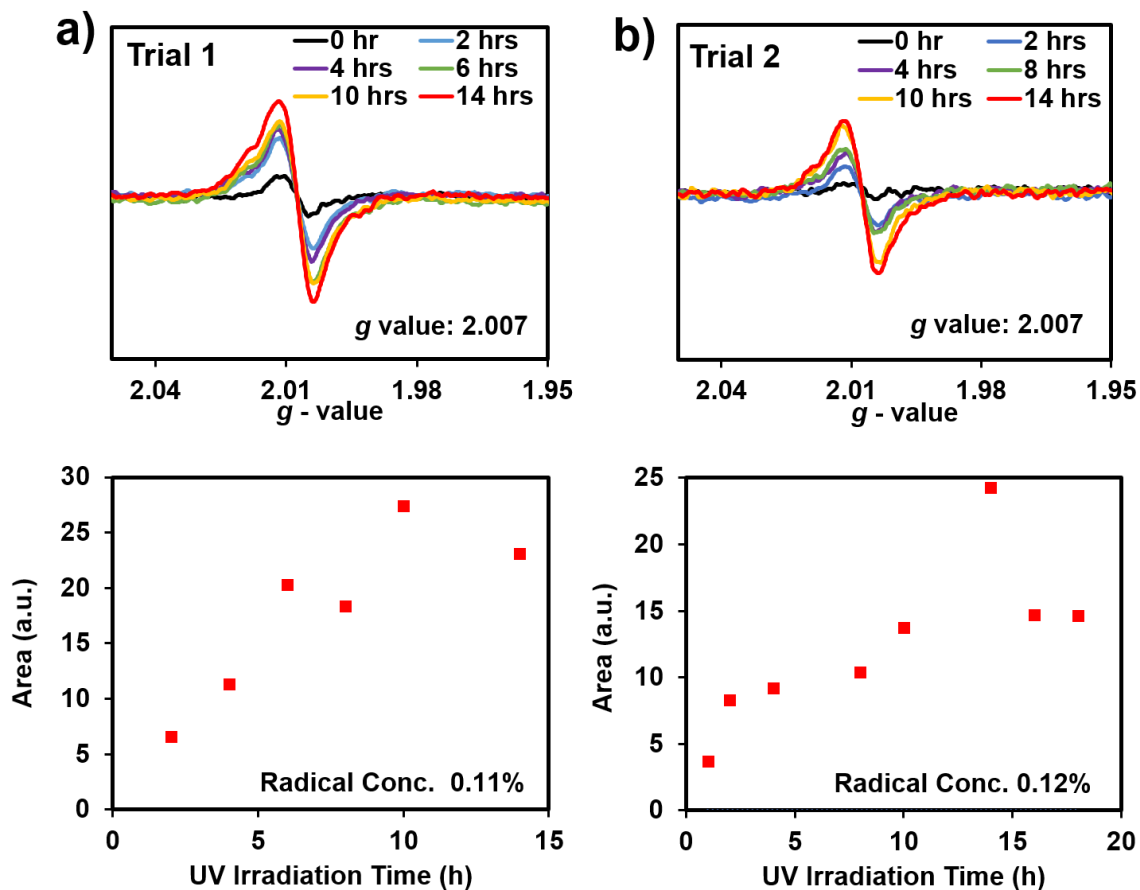 a)
Trial 1
0 hr 2 hrs
4 hrs 6 hrs
10 hrs 14 hrs
g value: 2.007
2.04 2.01 1.98 1.95
g - value
b)
Trial 2
0 hr 2 hrs
4 hrs 8 hrs
10 hrs 14 hrs
g value: 2.007
2.04 2.01 1.98 1.95
g - value
30
25
20
15
10
5
0
Area (a.u.)
Radical Conc. 0.11%
0 5 10 15
UV Irradiation Time (h)
25
20
15
10
5
0
Area (a.u.)
Radical Conc. 0.12%
0 5 10 15 20
UV Irradiation Time (h)